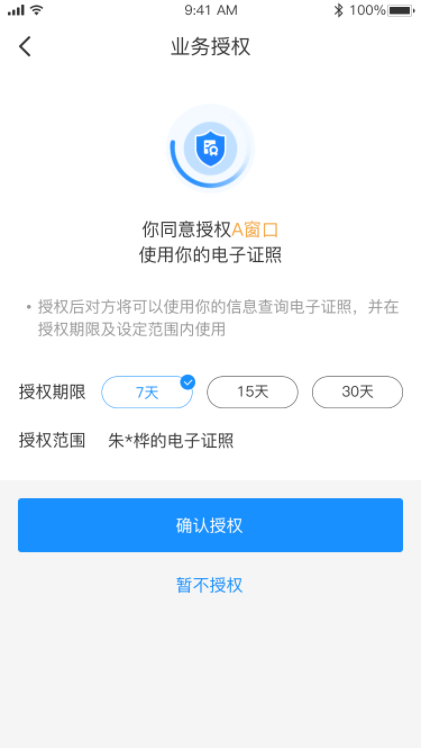 9:41 AM
100%
业务授权
你同意授权A窗口
使用你的电子证照
• 授权后对方将可以使用你的信息查询电子证照，并在
授权期限及设定范围内使用
授权期限 7天 15天 30天
授权范围 朱*桦的电子证照
确认授权
暂不授权